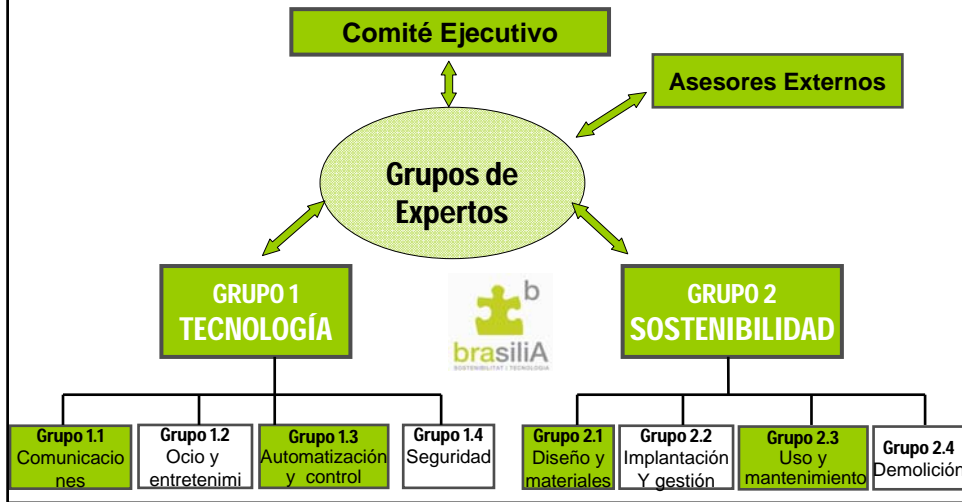 Comité Ejecutivo
Asesores Externos
Grupos de
Expertos
GRUPO 1
TECNOLOGÍA
b
brasiliA
SOSTENIBILITAT | TECNOLOGIA
GRUPO 2
SOSTENIBILIDAD
Grupo 1.1
Comunicacio
nes
Grupo 1.2
Ocio y
entretenimi
Grupo 1.3
Automatización
y control
Grupo 1.4
Seguridad
Grupo 2.1
Diseño y
materiales
Grupo 2.2
Implantación
Y gestión
Grupo 2.3
Uso y
mantenimiento
Grupo 2.4
Demolición